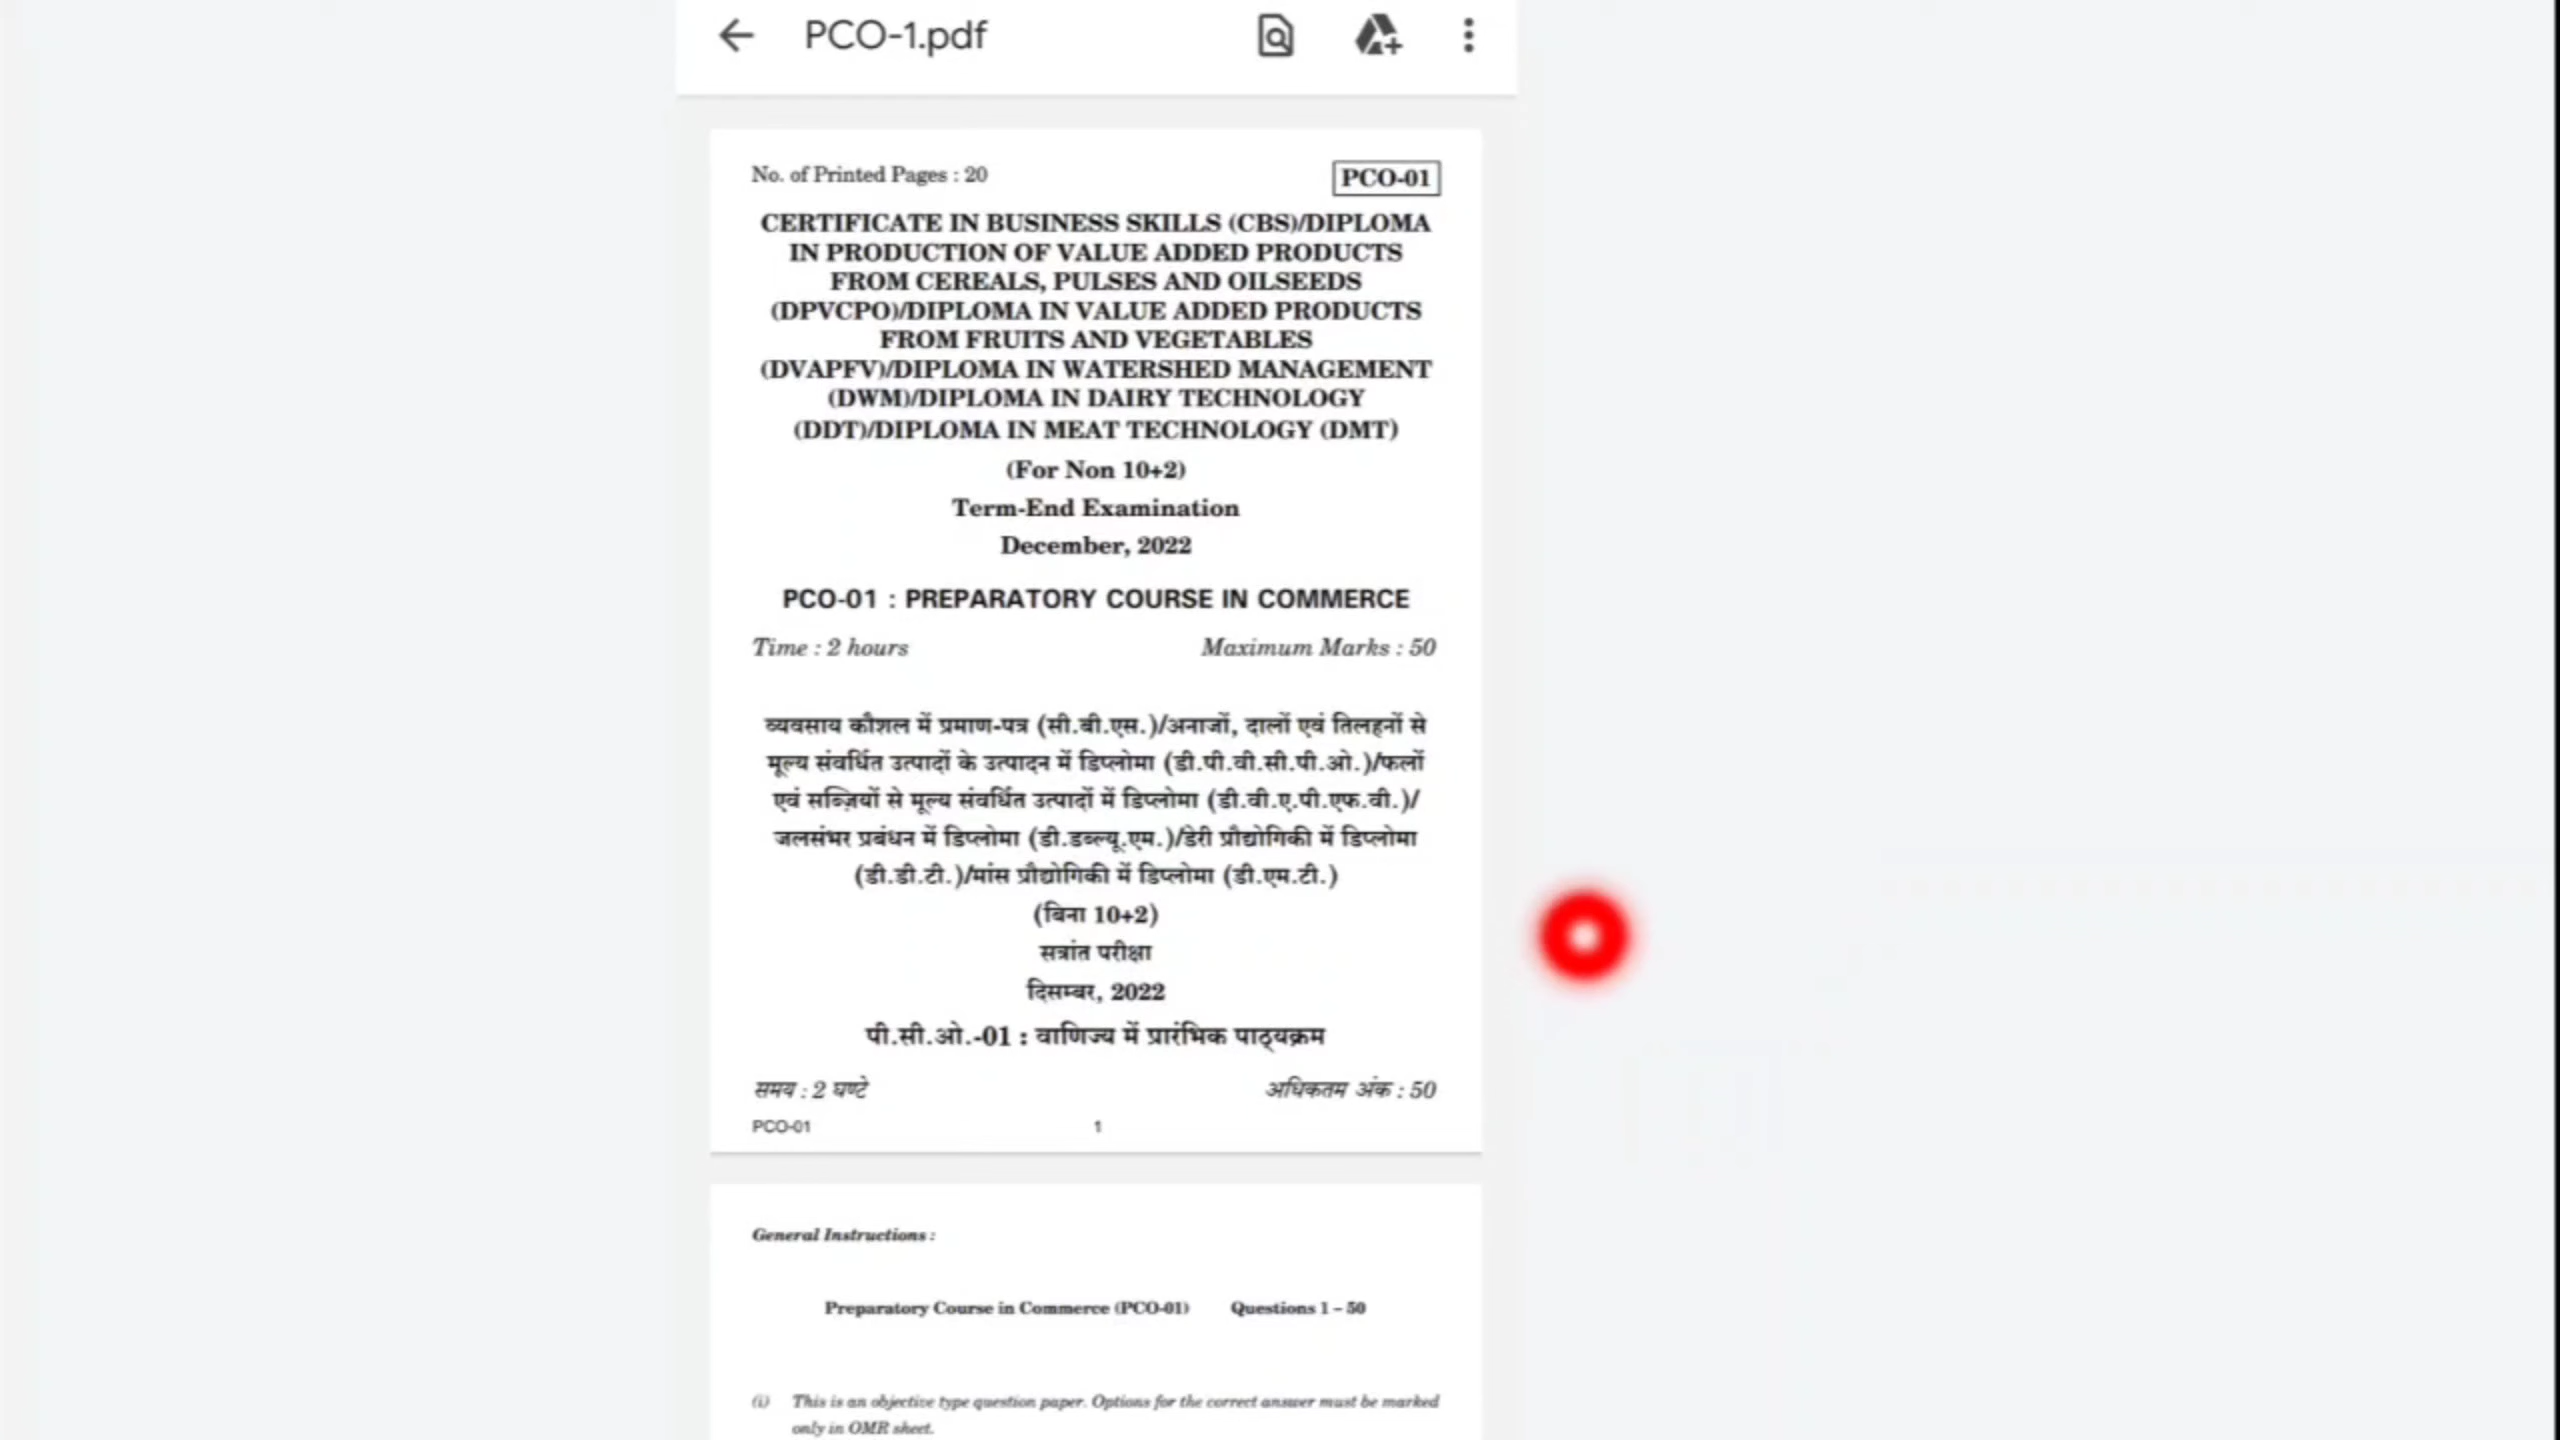 PCO-1.pdf
No. of Printed Pages : 20
PCO-01
CERTIFICATE IN BUSINESS SKILLS (CBS)/DIPLOMA
IN PRODUCTION OF VALUE ADDED PRODUCTS
FROM CEREALS, PULSES AND OILSEEDS
(DPVCPO)/DIPLOMA IN VALUE ADDED PRODUCTS
FROM FRUITS AND VEGETABLES
(DVAPFV)/DIPLOMA IN WATERSHED MANAGEMENT
(DWM)/DIPLOMA IN DAIRY TECHNOLOGY
(DDT)/DIPLOMA IN MEAT TECHNOLOGY (DMT)
(For Non 10+2)
Term-End Examination
December, 2022
PCO-01 : PREPARATORY COURSE IN COMMERCE
Time : 2 hours
Maximum Marks : 50
व्यवसाय कौशल में प्रमाण-पत्र (सी.बी.एस.)/अनाजों, दालों एवं तिलहनों से
मूल्य संवर्धित उत्पादों के उत्पादन में डिप्लोमा (डी.पी.वी.सी.पी.ओ.)/फलों
एवं सब्ज़ियों से मूल्य संवर्धित उत्पादों में डिप्लोमा (डी.वी.ए.पी.एफ.वी.)/
जलसंभर प्रबंधन में डिप्लोमा (डी.डब्ल्यू.एम.)/डेरी प्रौद्योगिकी में डिप्लोमा
(डी.डी.टी.)/मांस प्रौद्योगिकी में डिप्लोमा (डी.एम.टी.)
(बिना 10+2)
सत्रांत परीक्षा
दिसम्बर, 2022
पी.सी.ओ.-01 : वाणिज्य में प्रारंभिक पाठ्यक्रम
समय : 2 घण्टे
अधिकतम अंक : 50
PCO-01
1
General Instructions :
Preparatory Course in Commerce (PCO-01) Questions 1 – 50
(i) This is an objective type question paper. Options for the correct answer must be marked
only in OMR sheet.